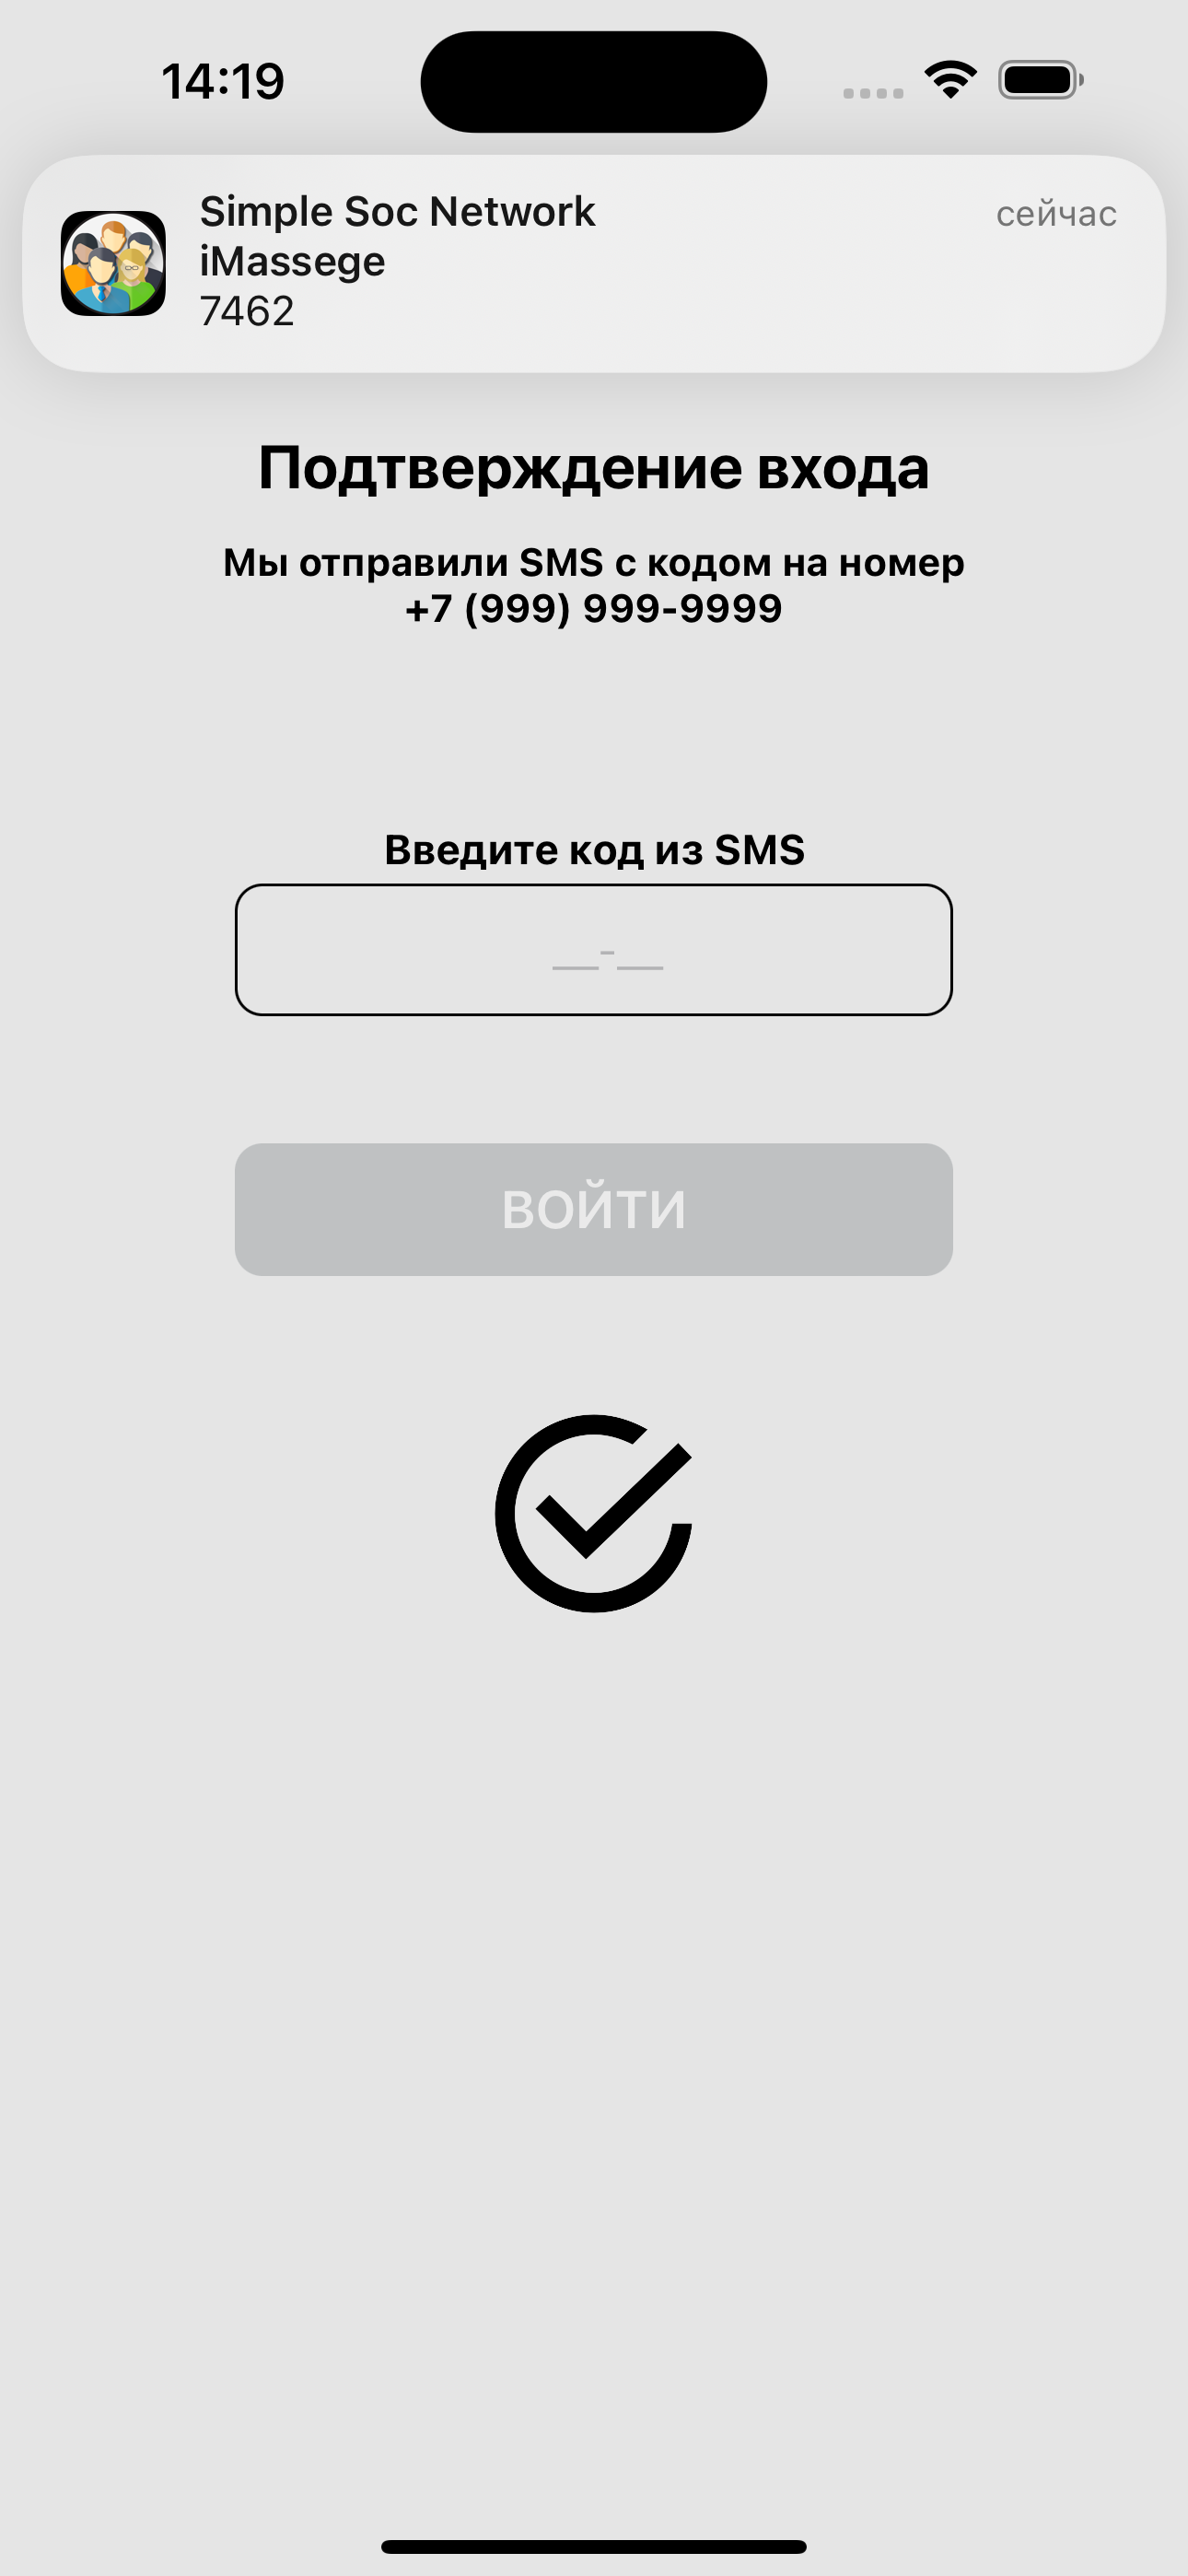 14:19
Simple Soc Network
сейчас
iMassege
7462
Подтверждение входа
Мы отправили SMS с кодом на номер
+7 (999) 999-9999
Введите код из SMS
__-__
ВОЙТИ